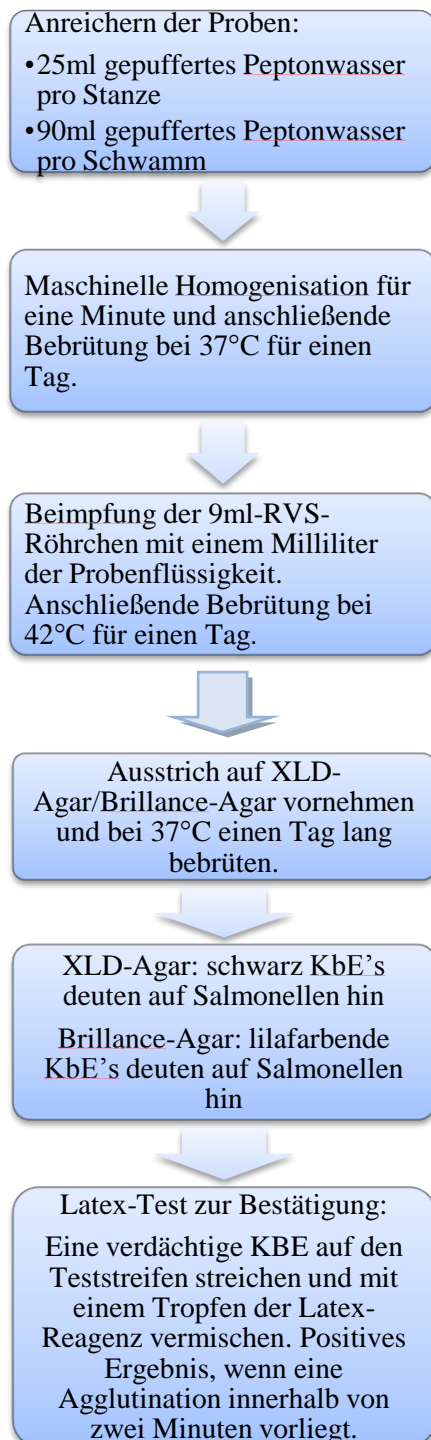 Anreichern der Proben:
•25ml gepuffertes Peptonwasser
pro Stanze
•90ml gepuffertes Peptonwasser
pro Schwamm
Maschinelle Homogenisation für
eine Minute und anschließende
Bebrütung bei 37°C für einen
Tag.
Beimpfung der 9ml-RVS-
Röhrchen mit einem Milliliter
der Probenflüssigkeit.
Anschließende Bebrütung bei
42°C für einen Tag.
Ausstrich auf XLD-
Agar/Brillance-Agar vornehmen
und bei 37°C einen Tag lang
bebrüten.
XLD-Agar: schwarz KbE’s
deuten auf Salmonellen hin
Brillance-Agar: lilafarbende
KbE’s deuten auf Salmonellen
hin
Latex-Test zur Bestätigung:
Eine verdächtige KBE auf den
Teststreifen streichen und mit
einem Tropfen der Latex-
Reagenz vermischen. Positives
Ergebnis, wenn eine
Agglutination innerhalb von
zwei Minuten vorliegt.